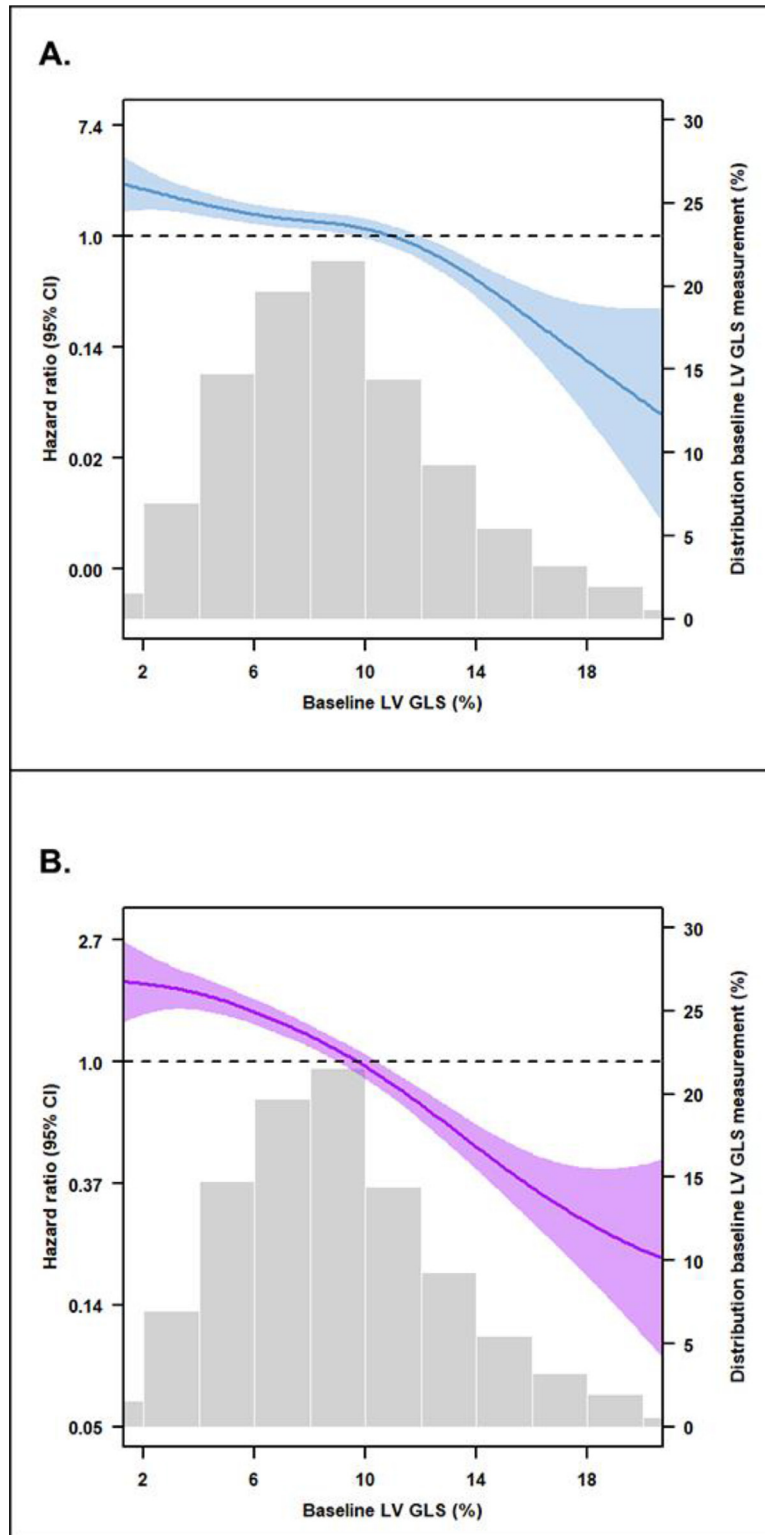 A.
7.4
1.0
0.14
0.02
0.00
Hazard ratio (95% CI)
30
25
20
15
10
5
0
Distribution baseline LV GLS measurement (%)
2 6 10 14 18
Baseline LV GLS (%)
B.
2.7
1.0
0.37
0.14
0.05
Hazard ratio (95% CI)
30
25
20
15
10
5
0
Distribution baseline LV GLS measurement (%)
2 6 10 14 18
Baseline LV GLS (%)